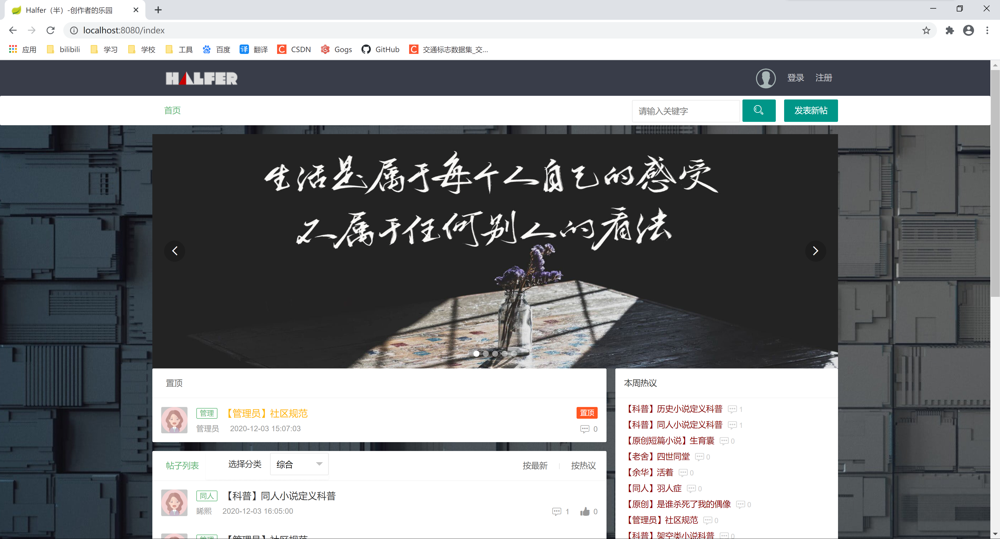 Halfer（半）-创作者的乐园
localhost:8080/index
应用 bilibili 学习 学校 工具 百度 译 翻译 CSDN Gogs GitHub 交通标志数据集_交...
HALFER
登录 注册
首页
请输入关键字
发表新帖
生活是属于每个人自己的感受
不属于任何别人的看法
置顶
管理 【管理员】社区规范 置顶
管理员 2020-12-03 15:07:03 0
帖子列表 选择分类 综合 按最新 按热议
同人 【科普】同人小说定义科普
睎熙 2020-12-03 16:05:00 1 0
管理 【管理员】社区规范
本周热议
【科普】历史小说定义科普 1
【科普】同人小说定义科普 1
【原创短篇小说】生育囊 0
【老舍】四世同堂 0
【余华】活着 0
【同人】羽人症 0
【原创】是谁杀死了我的偶像 0
【管理员】社区规范 0
【科普】架空类小说科普 0